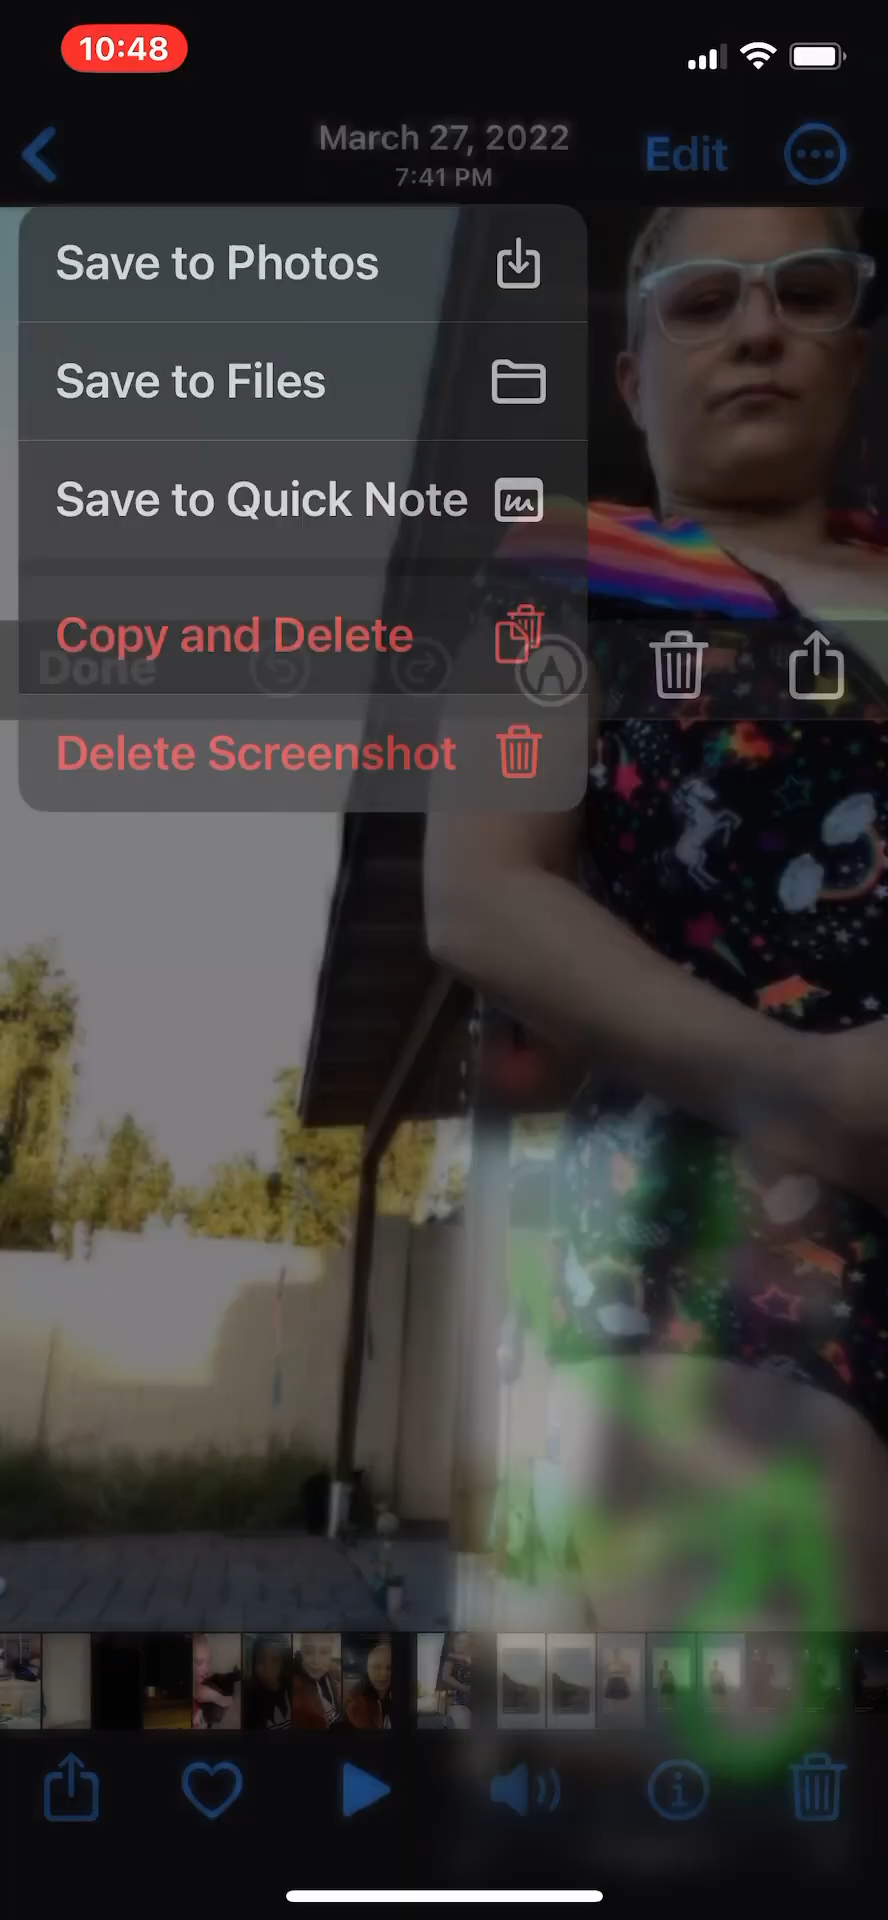 10:48
March 27, 2022
7:41 PM
Edit
Save to Photos
Save to Files
Save to Quick Note
Copy and Delete
Done
Delete Screenshot